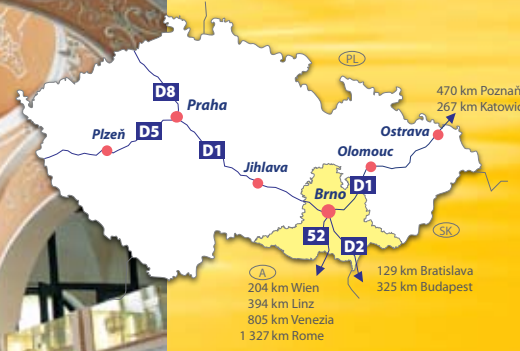 PL
470 km Poznaň
267 km Katowic
D8
Praha
Ostrava
Plzeň
D5
D1
Olomouc
Jihlava
D1
Brno
SK
52
D2
A
129 km Bratislava
204 km Wien
325 km Budapest
394 km Linz
805 km Venezia
1 327 km Rome